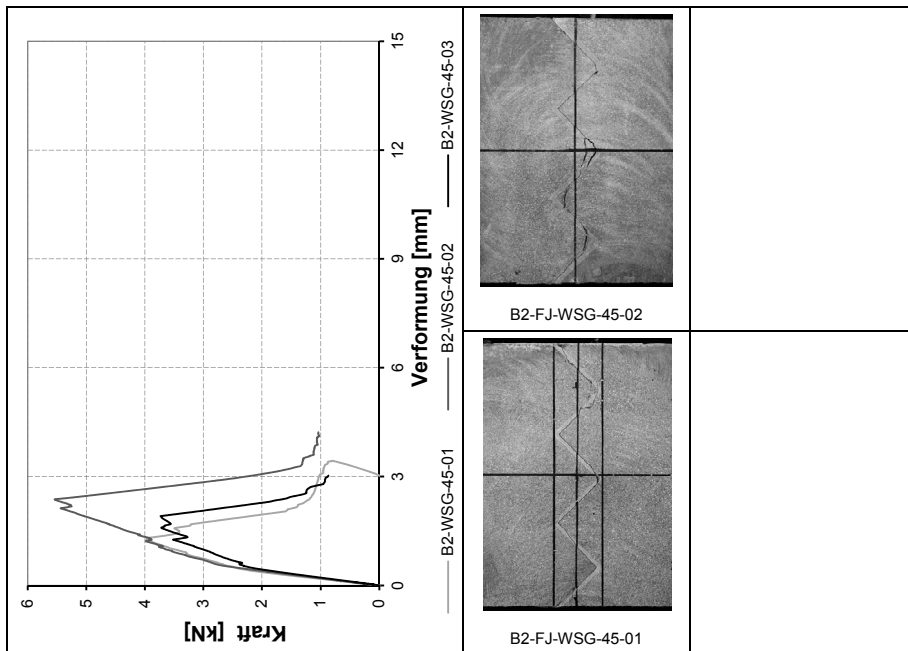 Kraft [kN]
6
5
4
3
2
1
0
0
3
6
9
12
15
Verformung [mm]
B2-WSG-45-01
B2-WSG-45-02
B2-WSG-45-03
B2-FJ-WSG-45-02
B2-FJ-WSG-45-01